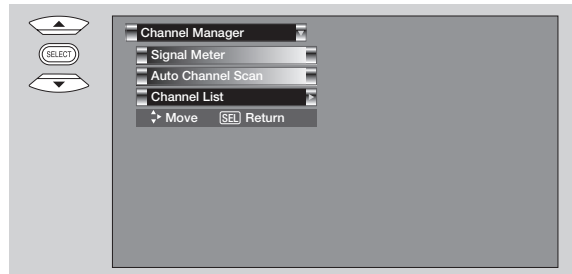 SELECT
Channel Manager
Signal Meter
Auto Channel Scan
Channel List
Move SEL Return